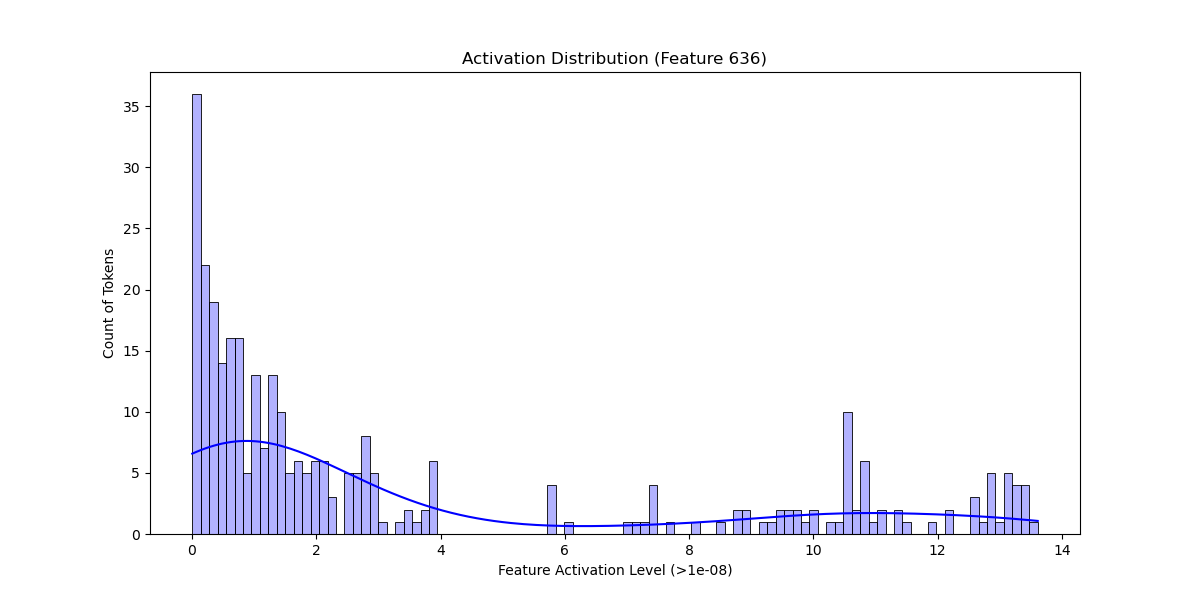 Activation Distribution (Feature 636)
35
30
25
20
15
10
5
0
Count of Tokens
0 2 4 6 8 10 12 14
Feature Activation Level (>1e-08)